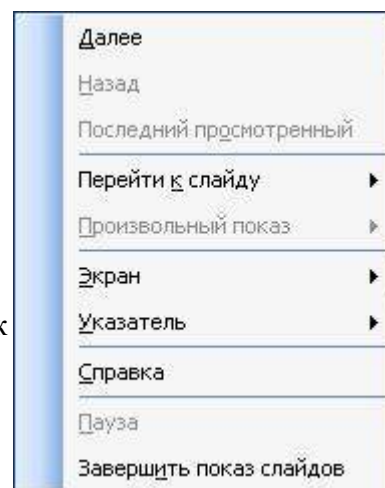 Далее
Назад
Последний просмотренный
Перейти к слайду
Произвольный показ
Экран
к
Указатель
Справка
Пауза
Завершить показ слайдов